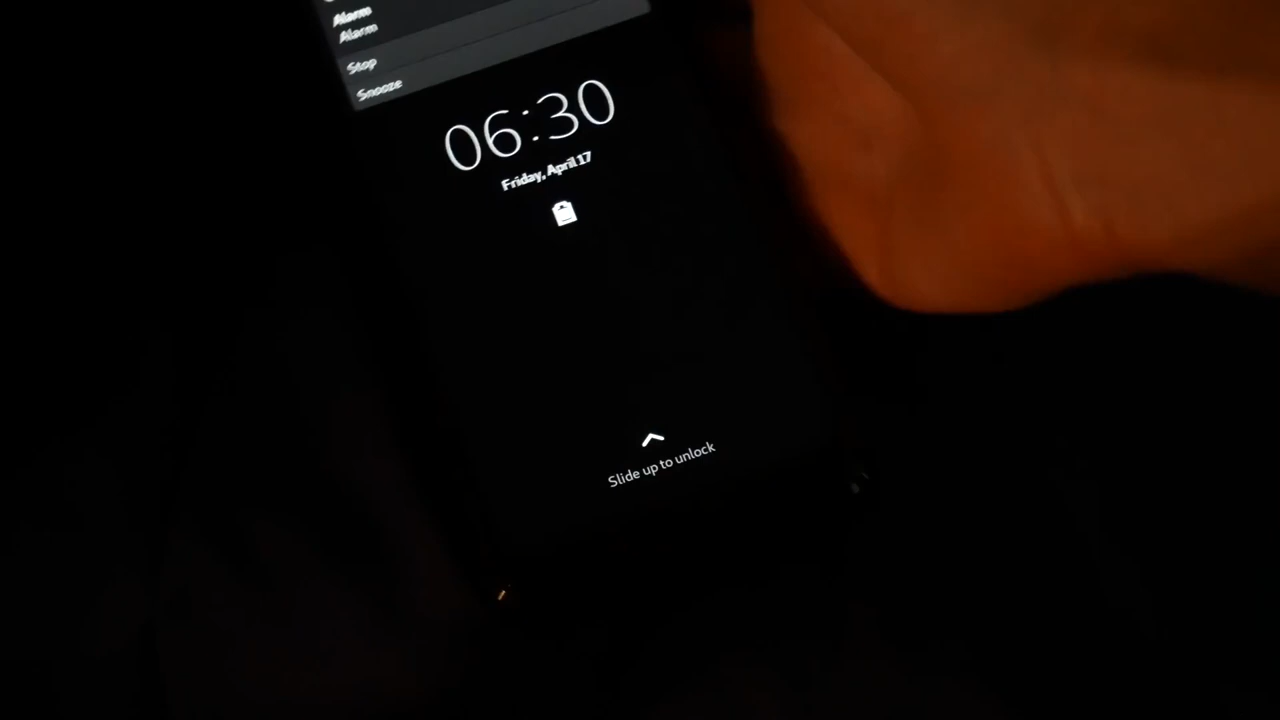 Alarm
Alarm
Stop
Snooze
06:30
Friday, April 17
Slide up to unlock